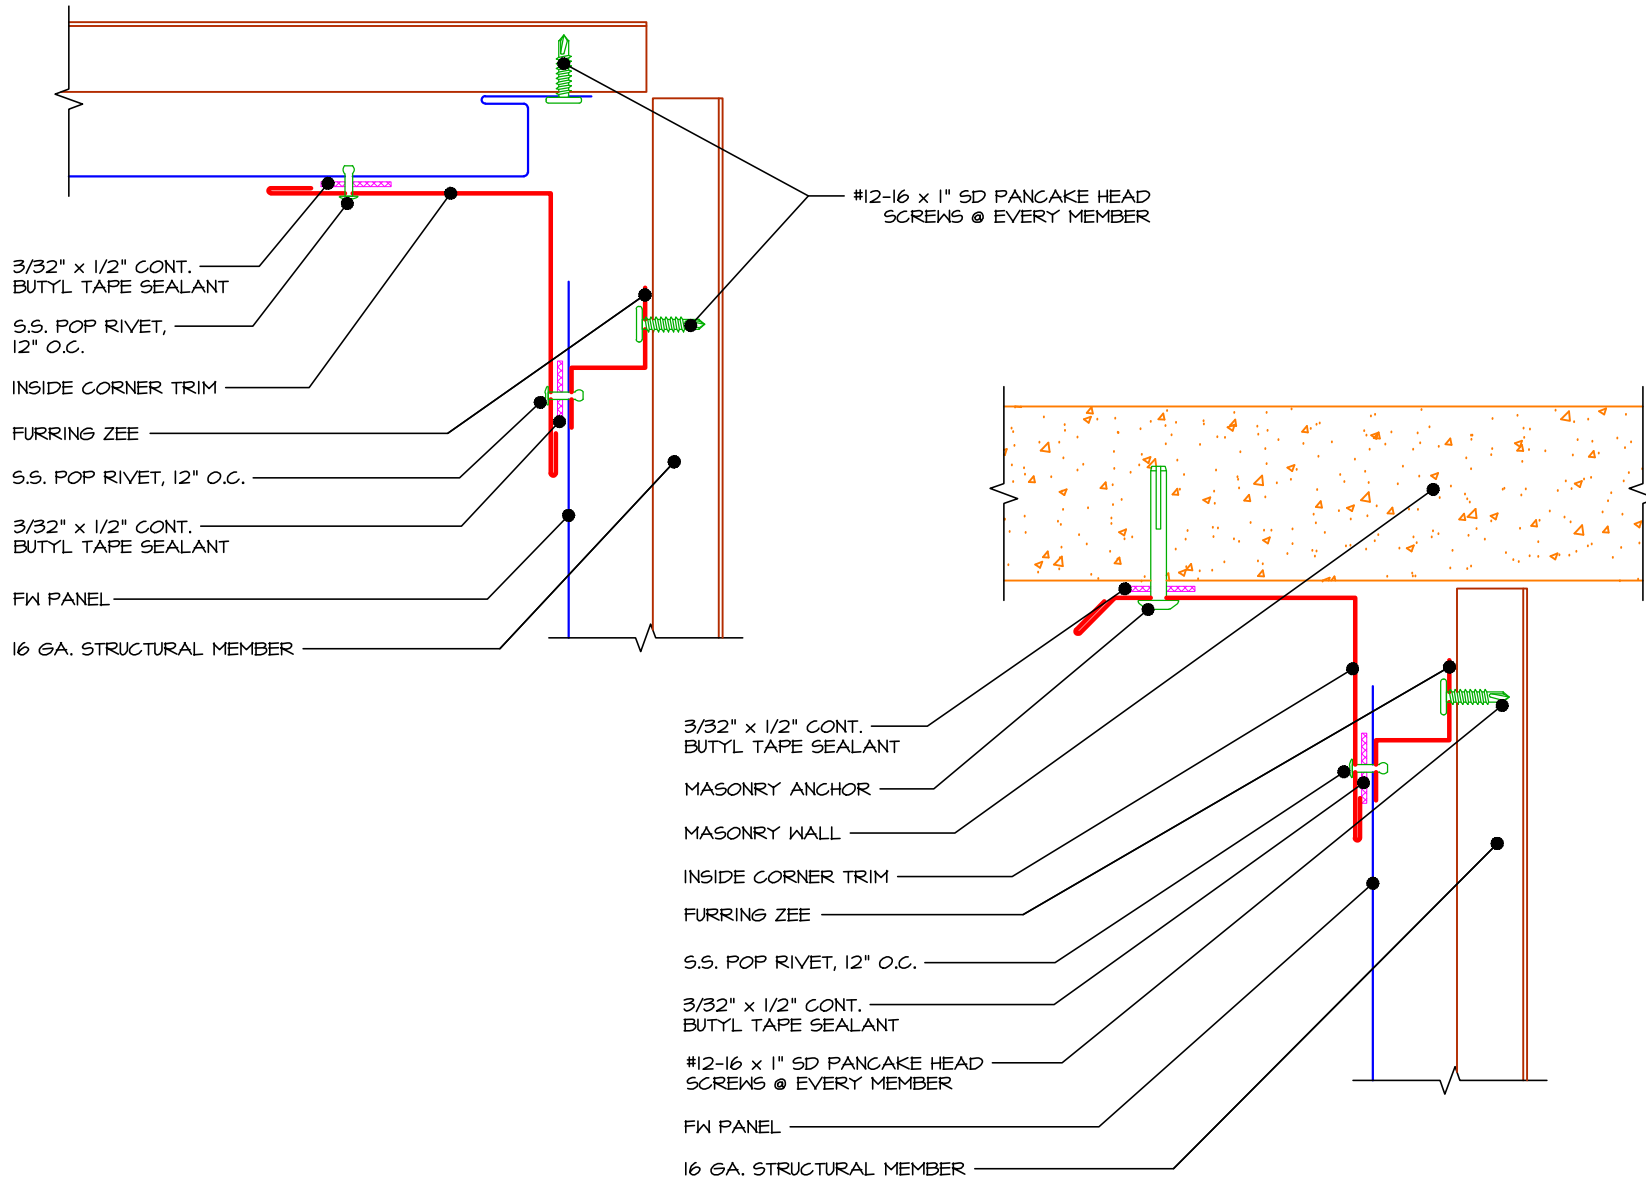 #12-16 x 1" SD PANCAKE HEAD
SCREWS @ EVERY MEMBER
3/32" x 1/2" CONT.
BUTYL TAPE SEALANT
S.S. POP RIVET,
12" O.C.
INSIDE CORNER TRIM
FURRING ZEE
S.S. POP RIVET, 12" O.C.
3/32" x 1/2" CONT.
BUTYL TAPE SEALANT
FW PANEL
16 GA. STRUCTURAL MEMBER
3/32" x 1/2" CONT.
BUTYL TAPE SEALANT
MASONRY ANCHOR
MASONRY WALL
INSIDE CORNER TRIM
FURRING ZEE
S.S. POP RIVET, 12" O.C.
3/32" x 1/2" CONT.
BUTYL TAPE SEALANT
#12-16 x 1" SD PANCAKE HEAD
SCREWS @ EVERY MEMBER
FW PANEL
16 GA. STRUCTURAL MEMBER